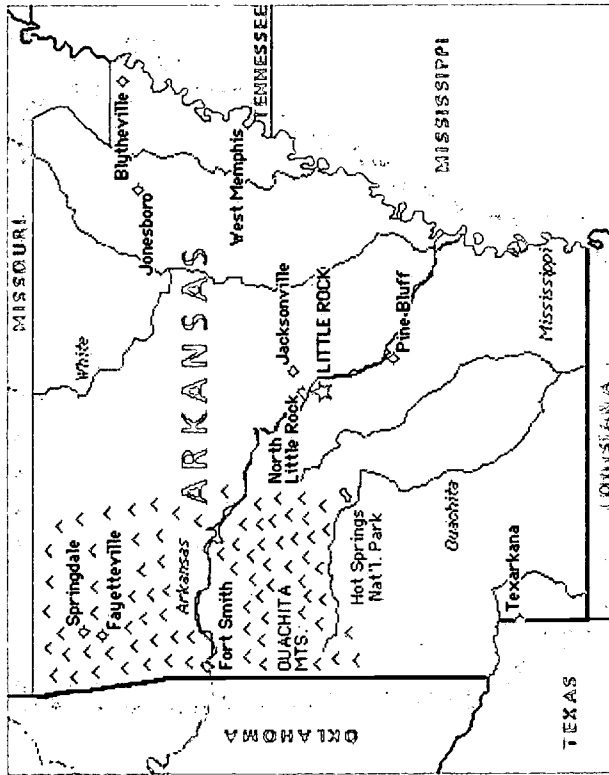 MISSOURI
White
Springdale
Fayetteville
Blytheville
Jonesboro
ARKANSAS
Arkansas
Fort Smith
West Memphis
TENNESSEE
OKLAHOMA
OUACHITA
MTS.
North
Little Rock
Jacksonville
LITTLE ROCK
Hot Springs
Nat'l. Park
Pine-Bluff
MISSISSIPPI
Ouachita
Texarkana
Mississippi
TEXAS